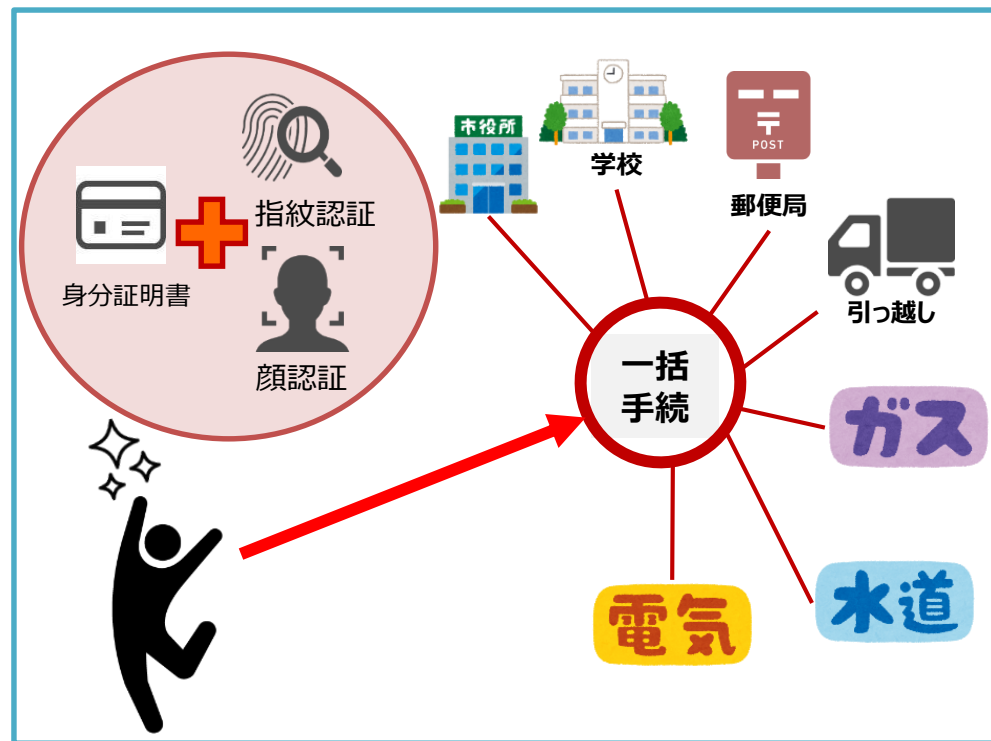 身分証明書
指紋認証
顔認証
市役所
学校
〒
POST
郵便局
引っ越し
一括
手続
ガス
水道
電気